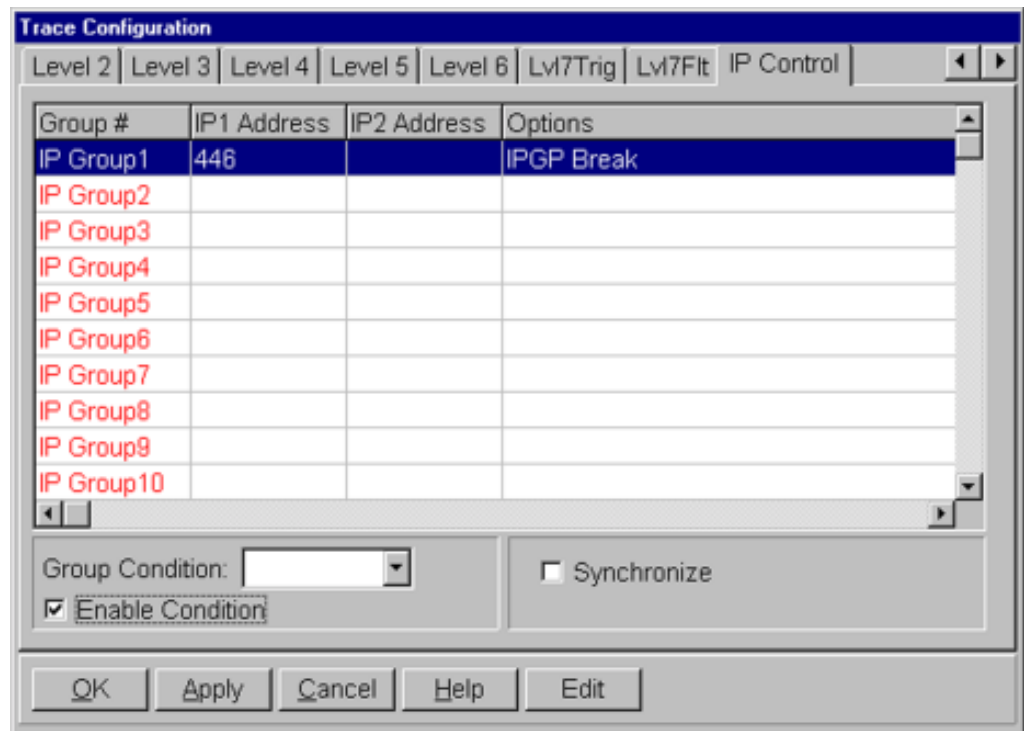 Trace Configuration
Level 2 Level 3 Level 4 Level 5 Level 6 Lvl7Trig Lvl7Flt IP Control
Group # IP1 Address IP2 Address Options
IP Group1 446 IPGP Break
IP Group2
IP Group3
IP Group4
IP Group5
IP Group6
IP Group7
IP Group8
IP Group9
IP Group10
Group Condition:
Synchronize
Enable Condition
OK Apply Cancel Help Edit